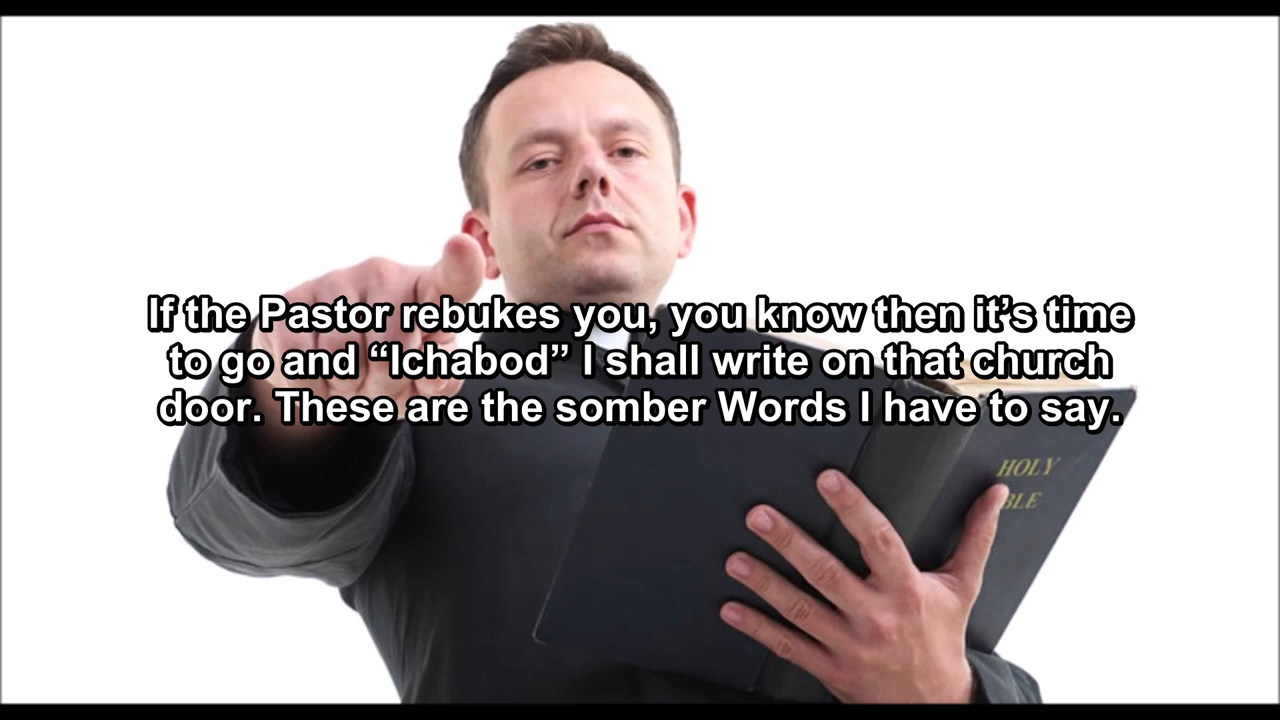 If the Pastor rebukes you, you know then it’s time
to go and “Ichabod” I shall write on that church
door. These are the somber Words I have to say.
HOLY
BLE